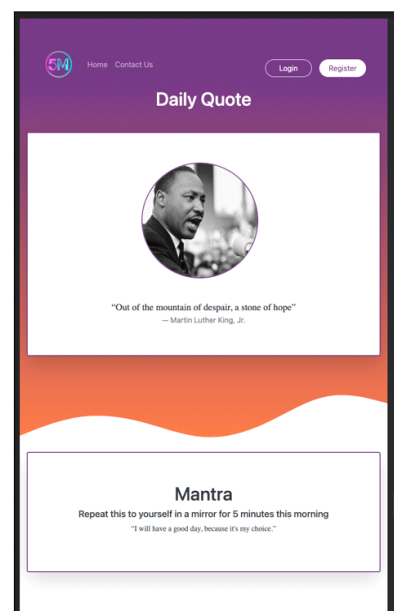 5M
Home Contact Us
Login Register
Daily Quote
“Out of the mountain of despair, a stone of hope”
— Martin Luther King, Jr.
Mantra
Repeat this to yourself in a mirror for 5 minutes this morning
“I will have a good day, because it's my choice.”